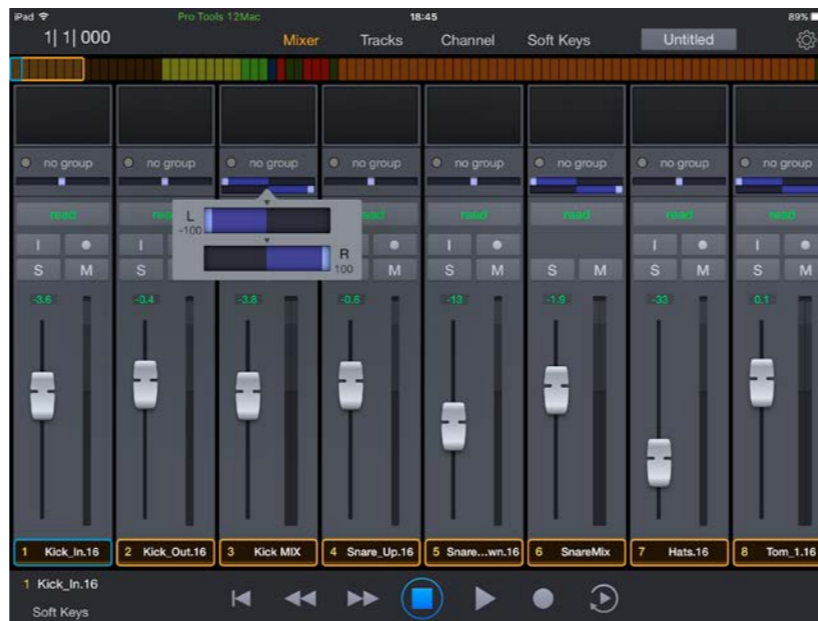 iPad Pro Tools 12Mac 18:45 89%
1| 1| 000 Mixer Tracks Channel Soft Keys Untitled
no group no group no group no group no group no group no group no group
read read read read read read read
L
-100
R
100
I I I I I
S S M S M S M S M S M S M
-3.6 -0.4 -3.8 -0.6 -13 -1.9 -33 0.1
1 Kick_In.16 2 Kick_Out.16 3 Kick MIX 4 Snare_Up.16 5 Snare...wn.16 6 SnareMix 7 Hats.16 8 Tom_1.16
1 Kick_In.16
Soft Keys